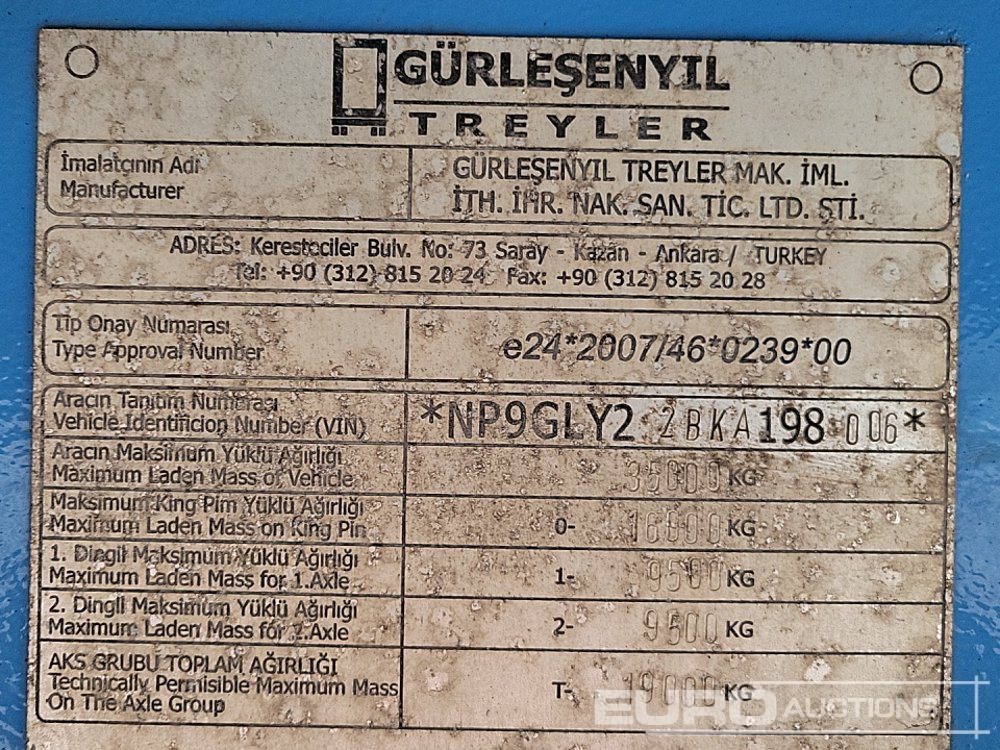 GÜRLEŞENYIL
TREYLER
İmalatçının Adı
Manufacturer
GÜRLEŞENYIL TREYLER MAK. İML.
İTH. İHR. NAK. SAN. TİC. LTD. ŞTİ.
ADRES: Keresteciler Bulv. No: 73 Saray - Kazan - Ankara / TURKEY
Tel: +90 (312) 815 20 24 Fax: +90 (312) 815 20 28
Tip Onay Numarası
Type Approval Number
e24*2007/46*0239*00
Aracın Tanıtım Numarası
Vehicle Identificion Number (VIN)
*NP9GLY2 2BKA198 006*
Aracın Maksimum Yüklü Ağırlığı
Maximum Laden Mass of Vehicle
35000 KG
Maksimum King Pim Yüklü Ağırlığı
Maximum Laden Mass on King Pin
0- 16000 KG
1. Dingil Maksimum Yüklü Ağırlığı
Maximum Laden Mass for 1.Axle
1- 9500 KG
2. Dingil Maksimum Yüklü Ağırlığı
Maximum Laden Mass for 2.Axle
2- 9500 KG
AKS GRUBU TOPLAM AĞIRLIĞI
Technically Permisible Maximum Mass
On The Axle Group
T- 19000 KG
EURO AUCTIONS